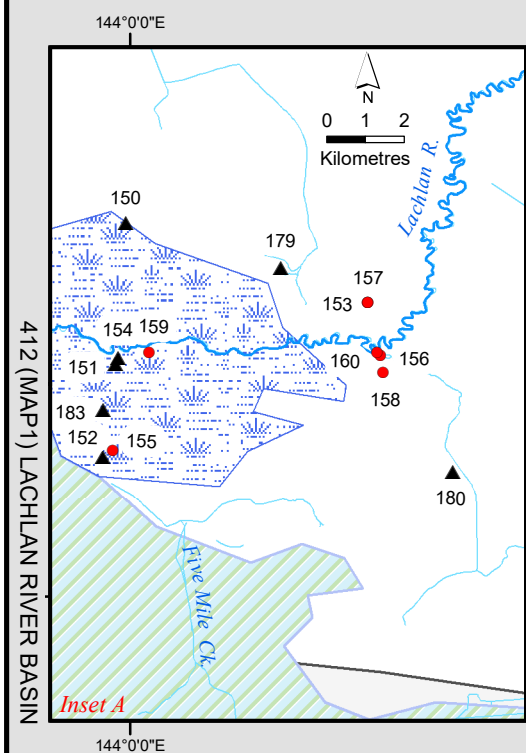 144°0'0"E
N
0 1 2
Kilometres
Lachlan R.
150
179
157
153
154 159
151
160 156
158
183
152 155
180
Five Mile Ck.
Inset A
412 (MAP1) LACHLAN RIVER BASIN
144°0'0"E